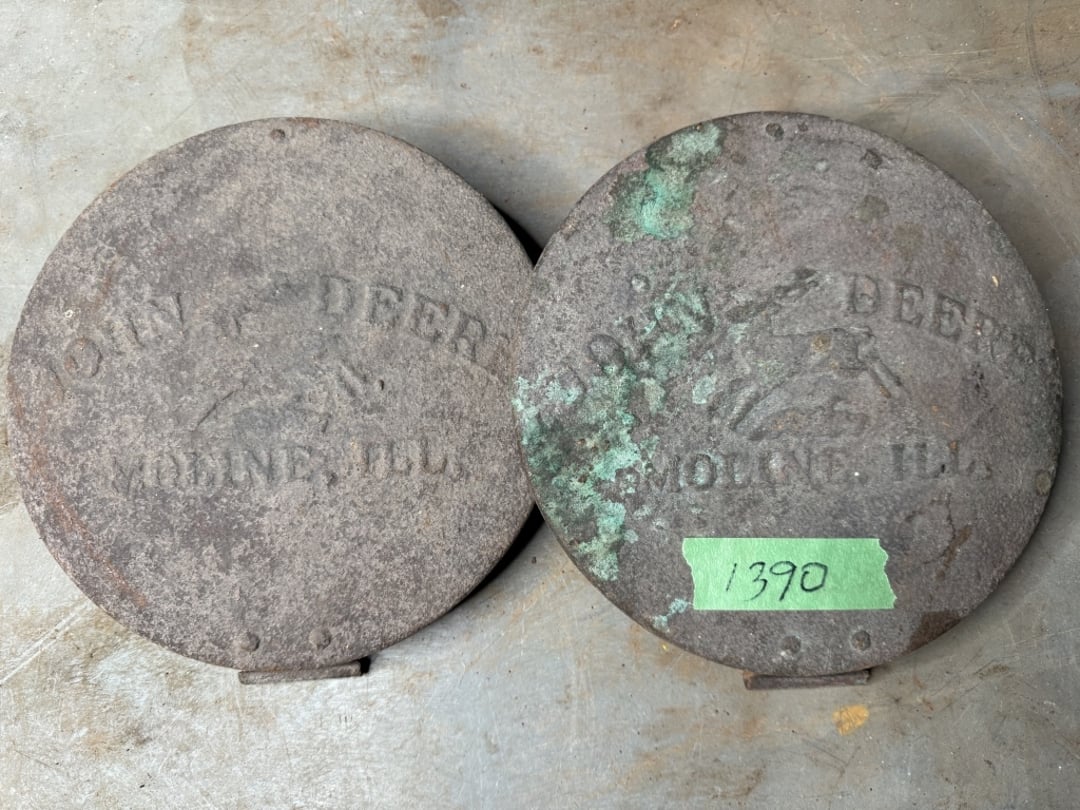 JOHN DEERE
MOLINE, ILL.
JOHN DEERE
MOLINE, ILL.
1390